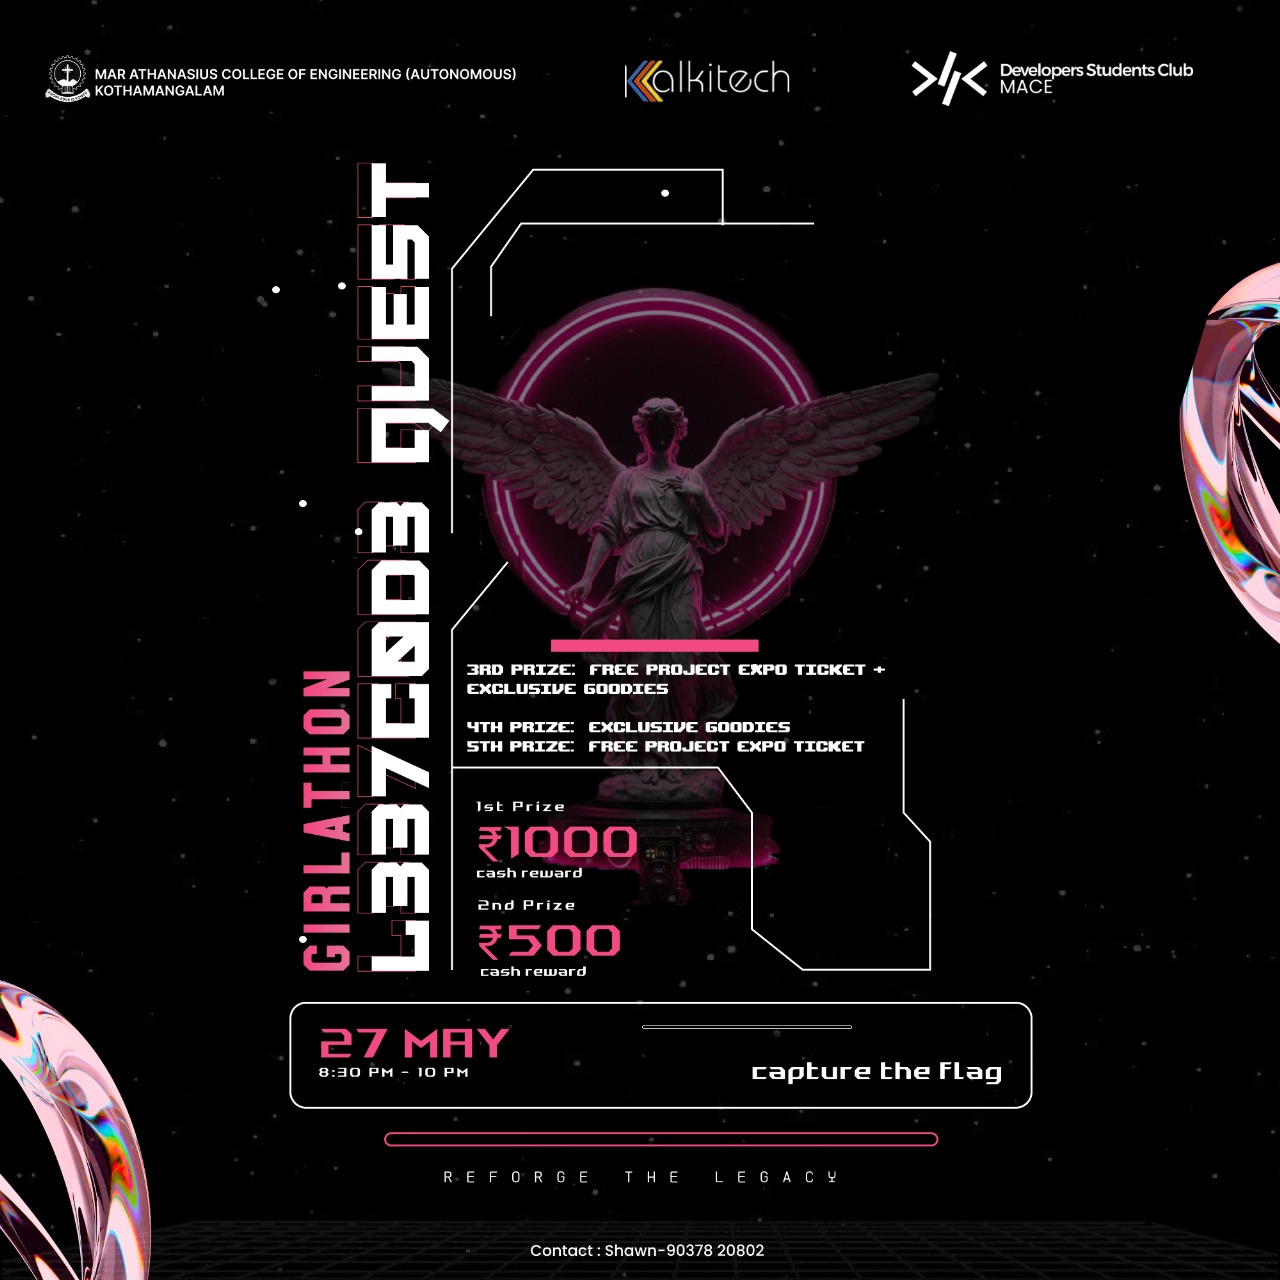 MAR ATHANASIUS COLLEGE OF ENGINEERING (AUTONOMOUS)
KOTHAMANGALAM
Kalkitech
Developers Students Club
MACE
GIRLATHON
L337C0D3 QUEST
3RD PRIZE: FREE PROJECT EXPO TICKET +
EXCLUSIVE GOODIES
4TH PRIZE: EXCLUSIVE GOODIES
5TH PRIZE: FREE PROJECT EXPO TICKET
1st Prize
₹1000
cash reward
2nd Prize
₹500
cash reward
27 MAY
8:30 PM - 10 PM
capture the flag
REFORGE THE LEGACY
Contact : Shawn-90378 20802